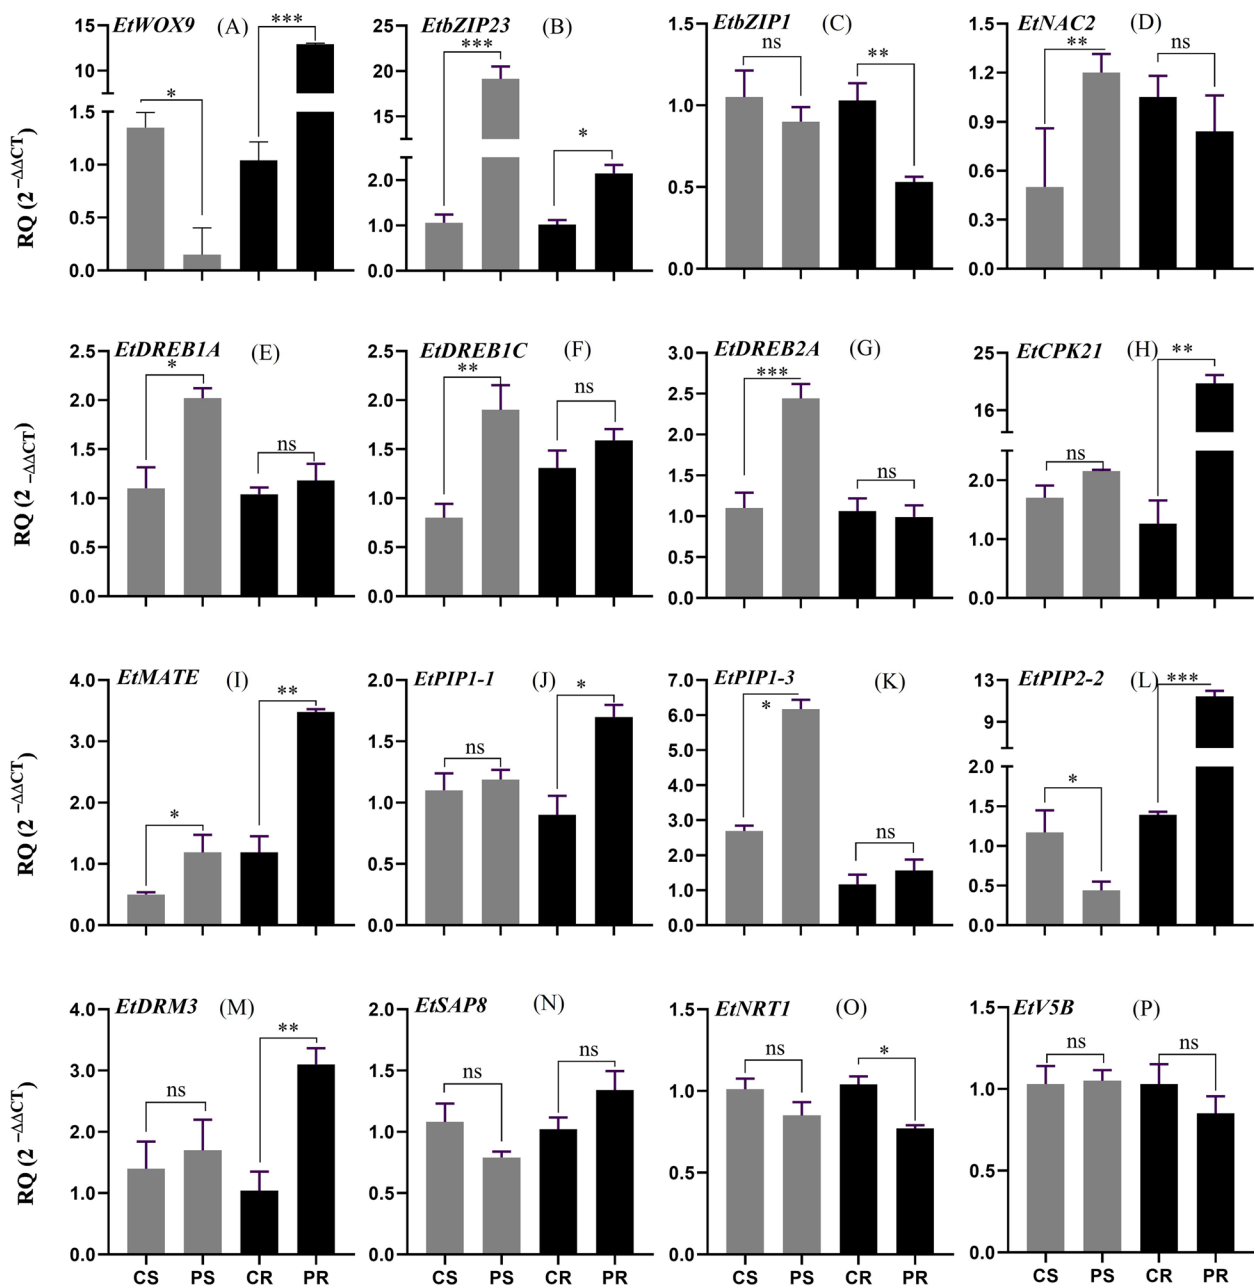 EtWOX9 (A) EtbZIP23 (B) EtbZIP1 (C) EtNAC2 (D)
RQ (2 −ΔΔCT)
15 10 1.5 1.0 0.5 0.0
* ***
25 20 15 2.0 1.0 0.0
*** *
1.5 1.0 0.5 0.0
ns **
1.5 1.2 0.9 0.6 0.3 0.0
** ns
EtDREB1A (E) EtDREB1C (F) EtDREB2A (G) EtCPK21 (H)
RQ (2 −ΔΔCT)
2.5 2.0 1.5 1.0 0.5 0.0
* ns
2.5 2.0 1.5 1.0 0.5 0.0
** ns
3.0 2.5 2.0 1.5 1.0 0.5 0.0
*** ns
25 16 2.0 1.0 0.0
ns **
EtMATE (I) EtPIP1-1 (J) EtPIP1-3 (K) EtPIP2-2 (L)
RQ (2 −ΔΔCT)
4.0 3.0 2.0 1.0 0.0
* **
2.0 1.5 1.0 0.5 0.0
ns *
7.0 6.0 5.0 4.0 3.0 2.0 1.0 0.0
* ns
13 9 2.0 1.5 1.0 0.5 0.0
* ***
EtDRM3 (M) EtSAP8 (N) EtNRT1 (O) EtV5B (P)
RQ (2 −ΔΔCT)
4.0 3.0 2.0 1.0 0.0
ns **
2.0 1.5 1.0 0.5 0.0
ns ns
1.5 1.0 0.5 0.0
ns *
1.5 1.0 0.5 0.0
ns ns
CS PS CR PR CS PS CR PR CS PS CR PR CS PS CR PR